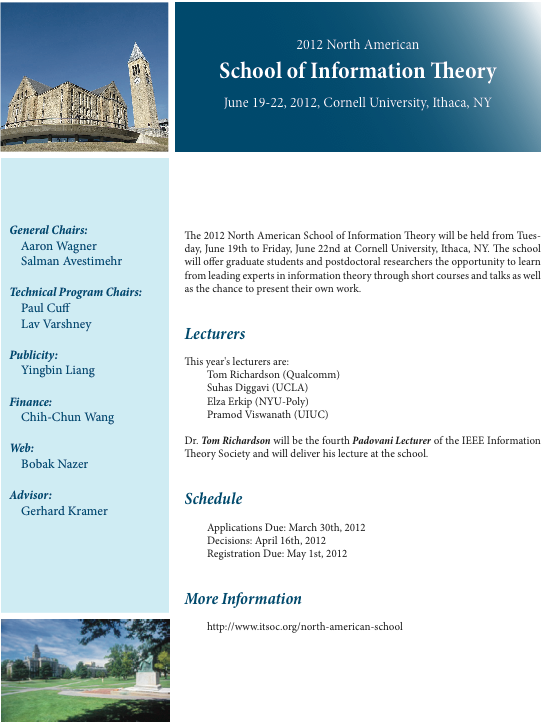 2012 North American
School of Information Theory
June 19-22, 2012, Cornell University, Ithaca, NY
General Chairs:
Aaron Wagner
Salman Avestimehr
Technical Program Chairs:
Paul Cuff
Lav Varshney
Publicity:
Yingbin Liang
Finance:
Chih-Chun Wang
Web:
Bobak Nazer
Advisor:
Gerhard Kramer
The 2012 North American School of Information Theory will be held from Tues-
day, June 19th to Friday, June 22nd at Cornell University, Ithaca, NY. The school
will offer graduate students and postdoctoral researchers the opportunity to learn
from leading experts in information theory through short courses and talks as well
as the chance to present their own work.
Lecturers
This year's lecturers are:
Tom Richardson (Qualcomm)
Suhas Diggavi (UCLA)
Elza Erkip (NYU-Poly)
Pramod Viswanath (UIUC)
Dr. Tom Richardson will be the fourth Padovani Lecturer of the IEEE Information
Theory Society and will deliver his lecture at the school.
Schedule
Applications Due: March 30th, 2012
Decisions: April 16th, 2012
Registration Due: May 1st, 2012
More Information
http://www.itsoc.org/north-american-school